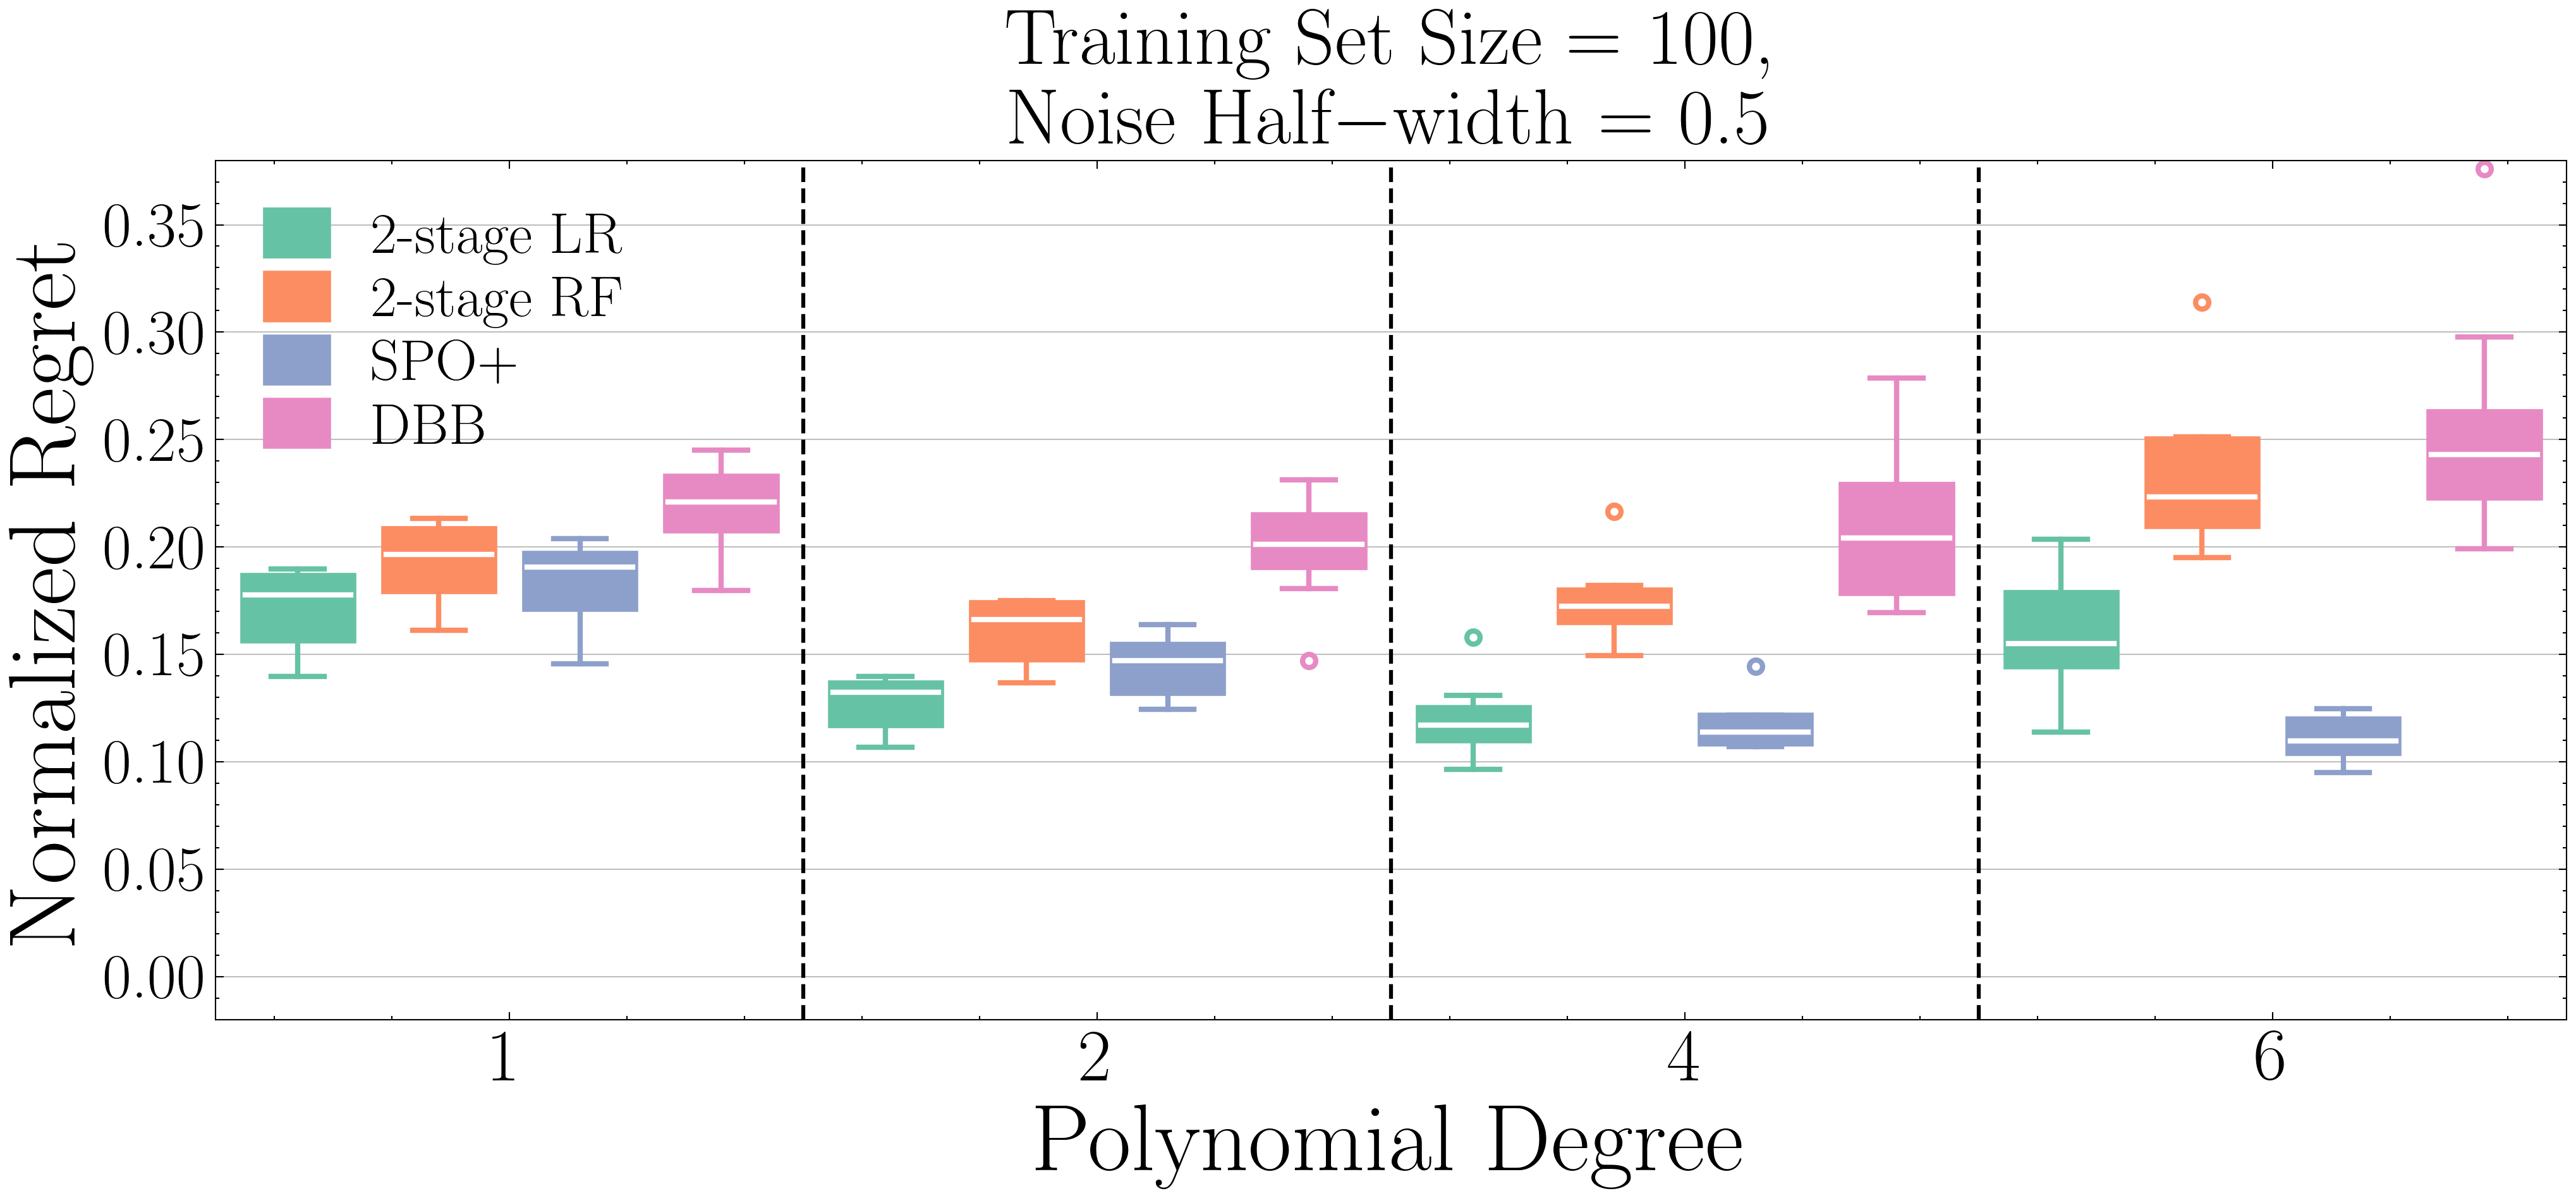 Training Set Size = 100,
Noise Half−width = 0.5
Normalized Regret
0.35
0.30
0.25
0.20
0.15
0.10
0.05
0.00
2-stage LR
2-stage RF
SPO+
DBB
1
2
4
6
Polynomial Degree